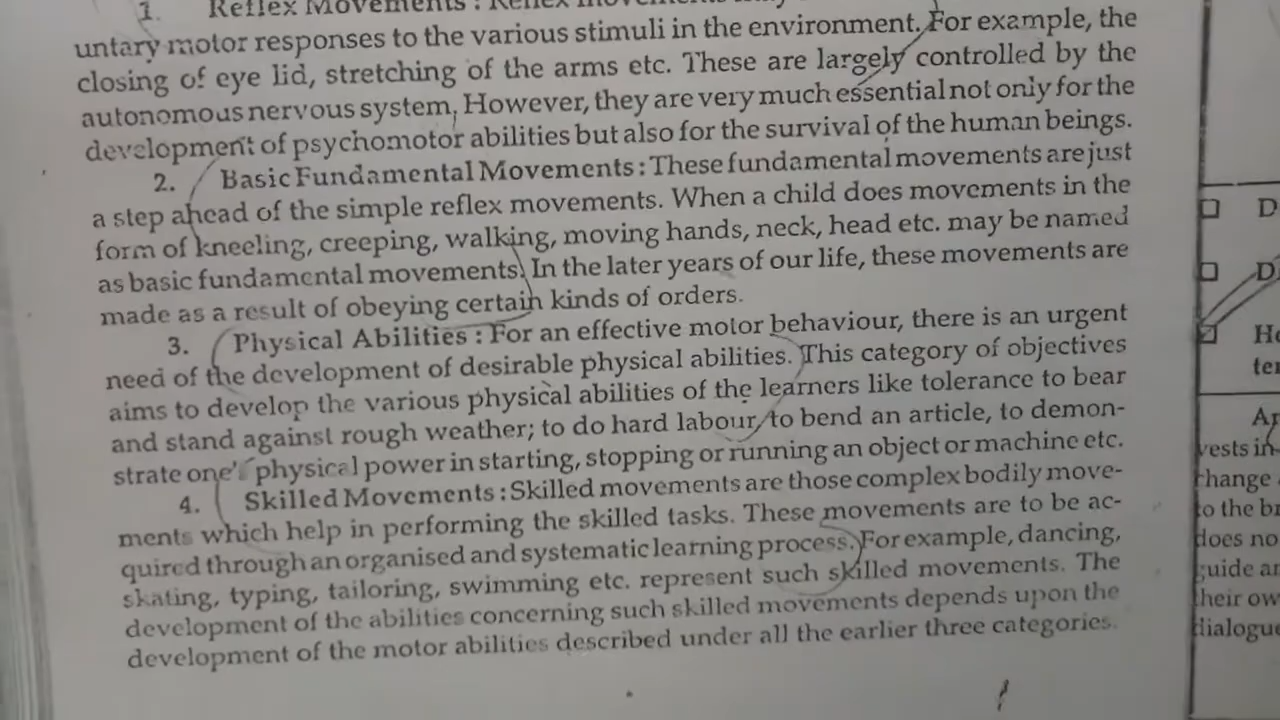 1. Reflex Movements : Reflex movements
untary motor responses to the various stimuli in the environment. For example, the
closing of eye lid, stretching of the arms etc. These are largely controlled by the
autonomous nervous system. However, they are very much essential not only for the
development of psychomotor abilities but also for the survival of the human beings.
2. Basic Fundamental Movements : These fundamental movements are just
a step ahead of the simple reflex movements. When a child does movements in the
form of kneeling, creeping, walking, moving hands, neck, head etc. may be named
as basic fundamental movements. In the later years of our life, these movements are
made as a result of obeying certain kinds of orders.
3. Physical Abilities : For an effective motor behaviour, there is an urgent
need of the development of desirable physical abilities. This category of objectives
aims to develop the various physical abilities of the learners like tolerance to bear
and stand against rough weather; to do hard labour, to bend an article, to demon-
strate one's physical power in starting, stopping or running an object or machine etc.
4. Skilled Movements : Skilled movements are those complex bodily move-
ments which help in performing the skilled tasks. These movements are to be ac-
quired through an organised and systematic learning process. For example, dancing,
skating, typing, tailoring, swimming etc. represent such skilled movements. The
development of the abilities concerning such skilled movements depends upon the
development of the motor abilities described under all the earlier three categories.
D
D
vests in
change
to the
does no
guide
their
dialogue